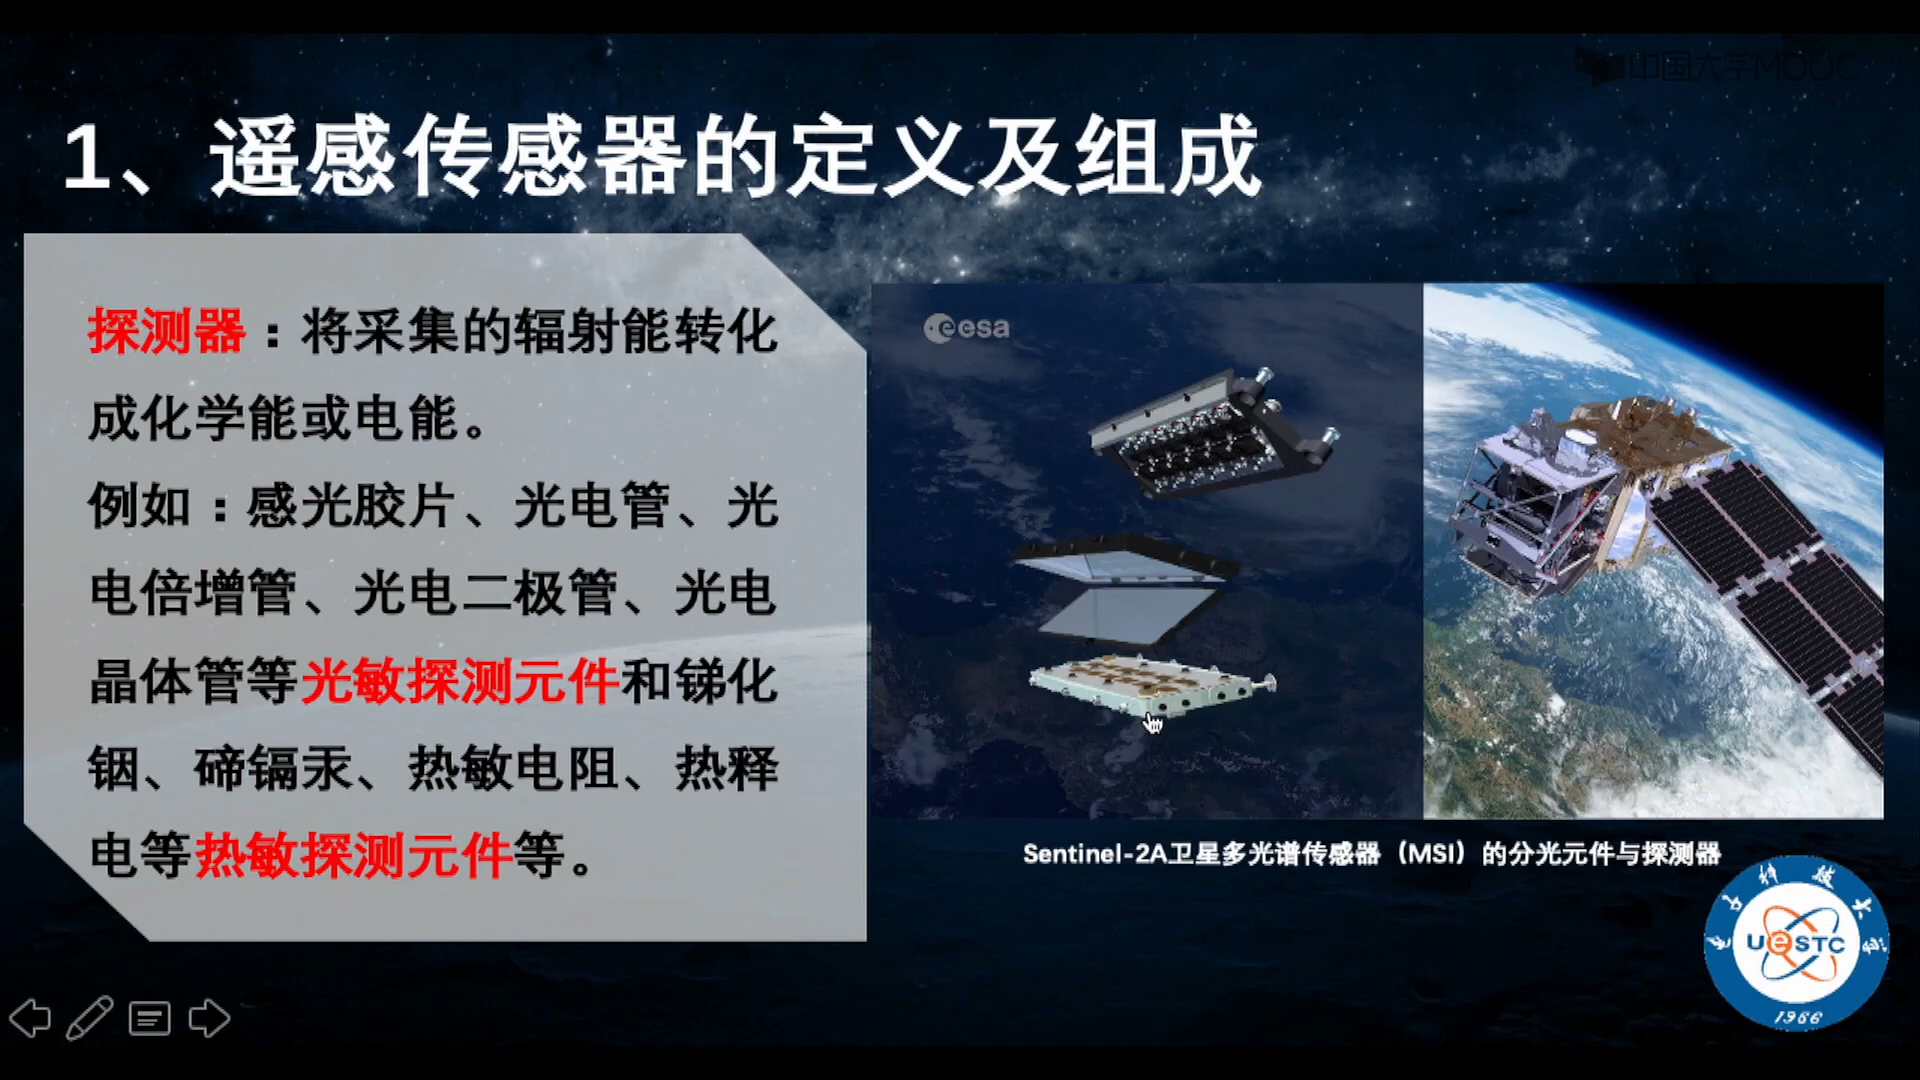 中国大学MOOC
1、遥感传感器的定义及组成
探测器：将采集的辐射能转化
成化学能或电能。
例如：感光胶片、光电管、光
电倍增管、光电二极管、光电
晶体管等光敏探测元件和锑化
铟、碲镉汞、热敏电阻、热释
电等热敏探测元件等。
eesa
Sentinel-2A卫星多光谱传感器（MSI）的分光元件与探测器
UeSTC
1966